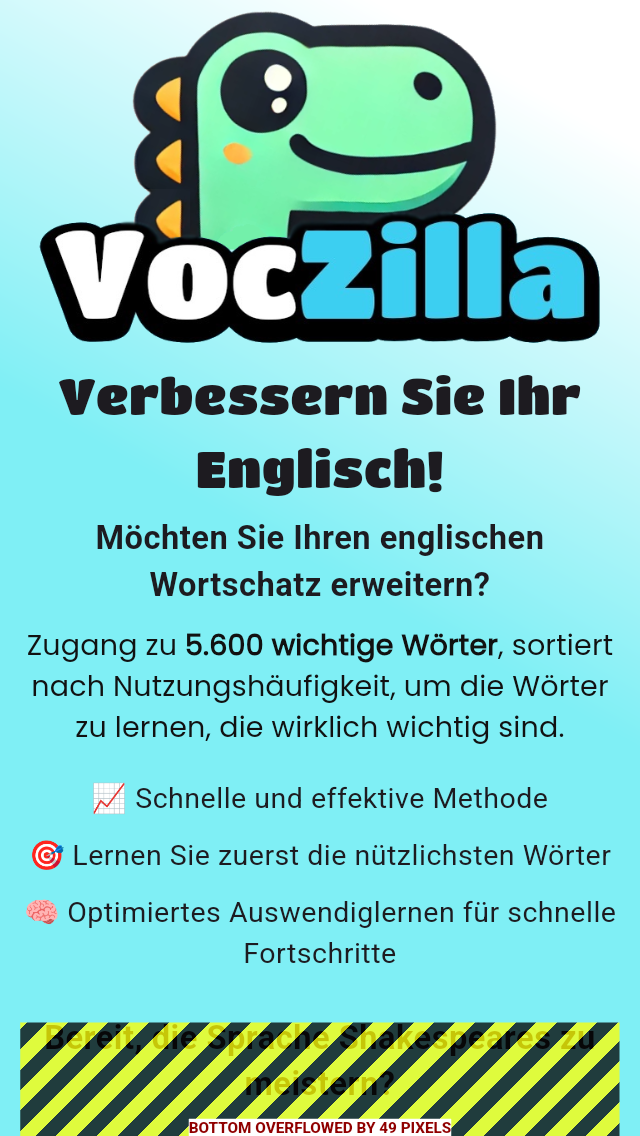 VocZilla
Verbessern Sie Ihr
Englisch!
Möchten Sie Ihren englischen
Wortschatz erweitern?
Zugang zu 5.600 wichtige Wörter, sortiert
nach Nutzungshäufigkeit, um die Wörter
zu lernen, die wirklich wichtig sind.
📈 Schnelle und effektive Methode
🎯 Lernen Sie zuerst die nützlichsten Wörter
🧠 Optimiertes Auswendiglernen für schnelle
Fortschritte
Bereit, die Sprache Shakespeares zu
meistern?
BOTTOM OVERFLOWED BY 49 PIXELS